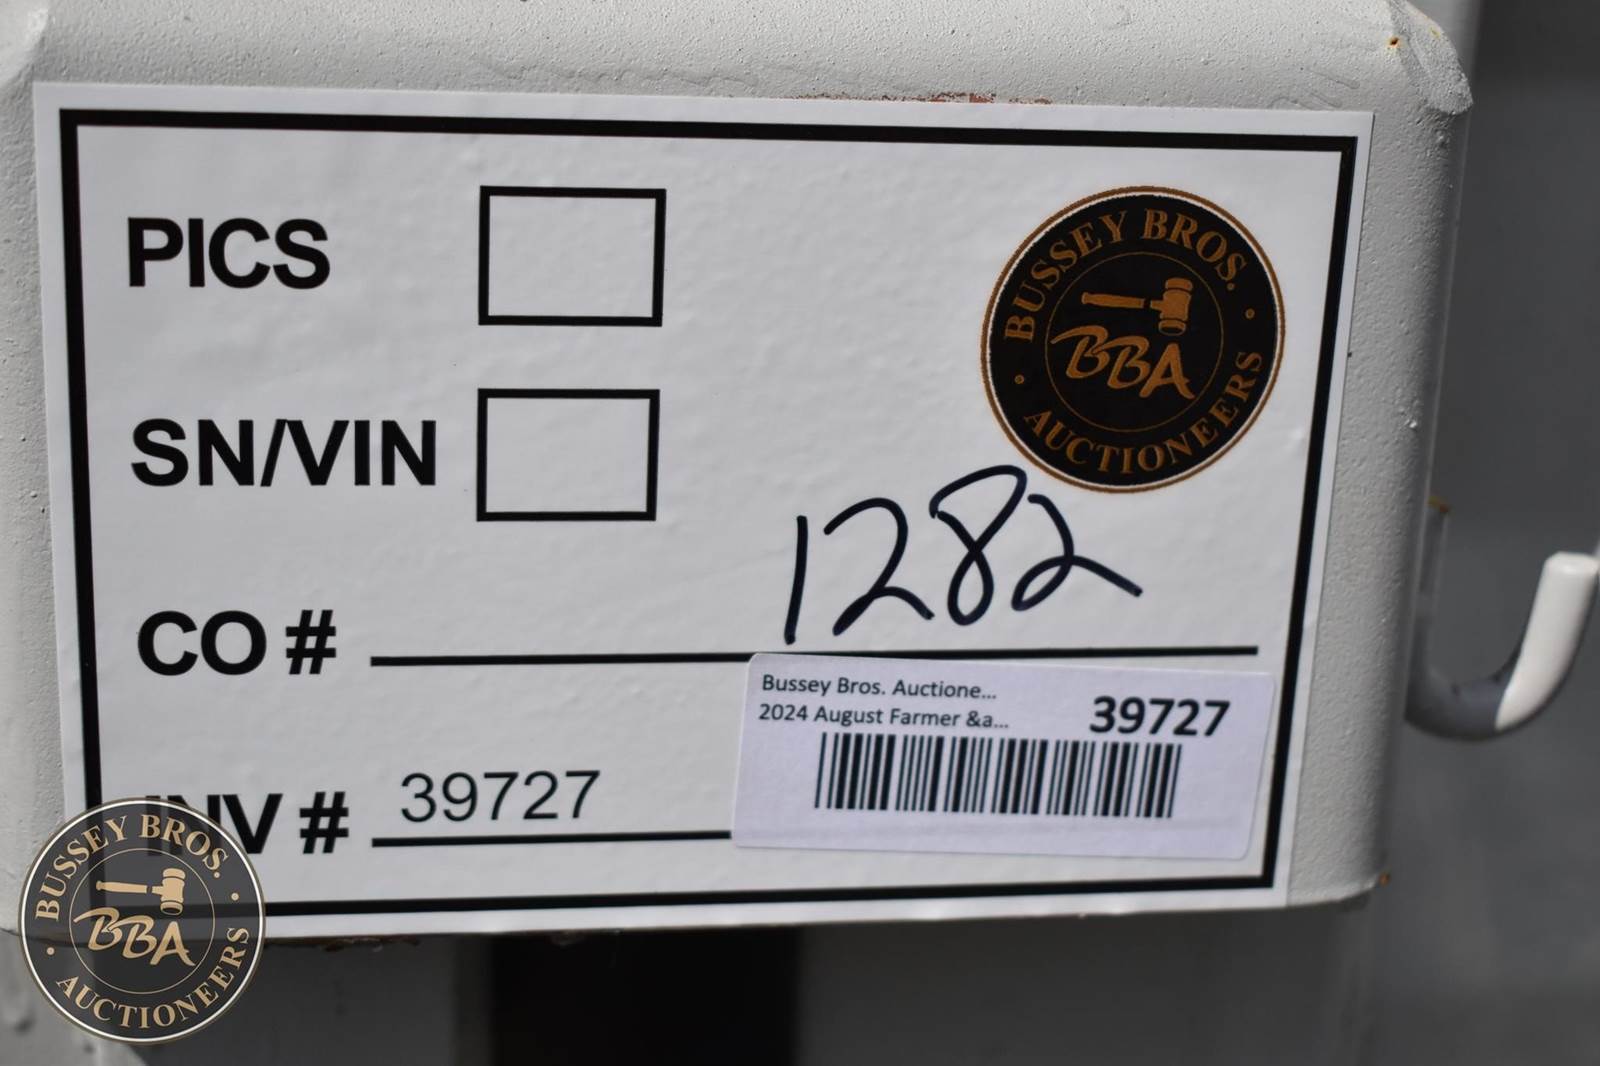 PICS
BUSSEY BROS.
BBA
AUCTIONEERS
SN/VIN
1282
CO #
Bussey Bros. Auctione...
39727
2024 August Farmer &a...
INV # 39727
BUSSEY BROS.
BBA
AUCTIONEERS